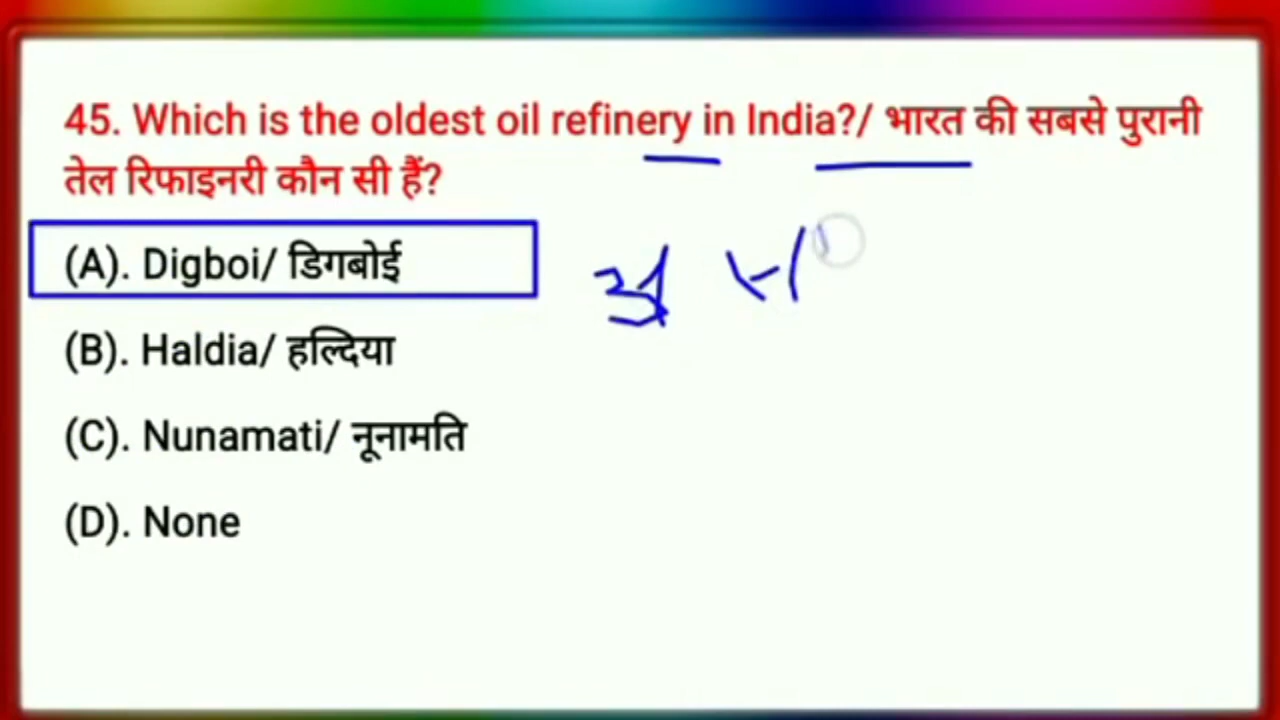 45. Which is the oldest oil refinery in India?/ भारत की सबसे पुरानी
तेल रिफाइनरी कौन सी हैं?
(A). Digboi/ डिगबोई
(B). Haldia/ हल्दिया
(C). Nunamati/ नूनामति
(D). None